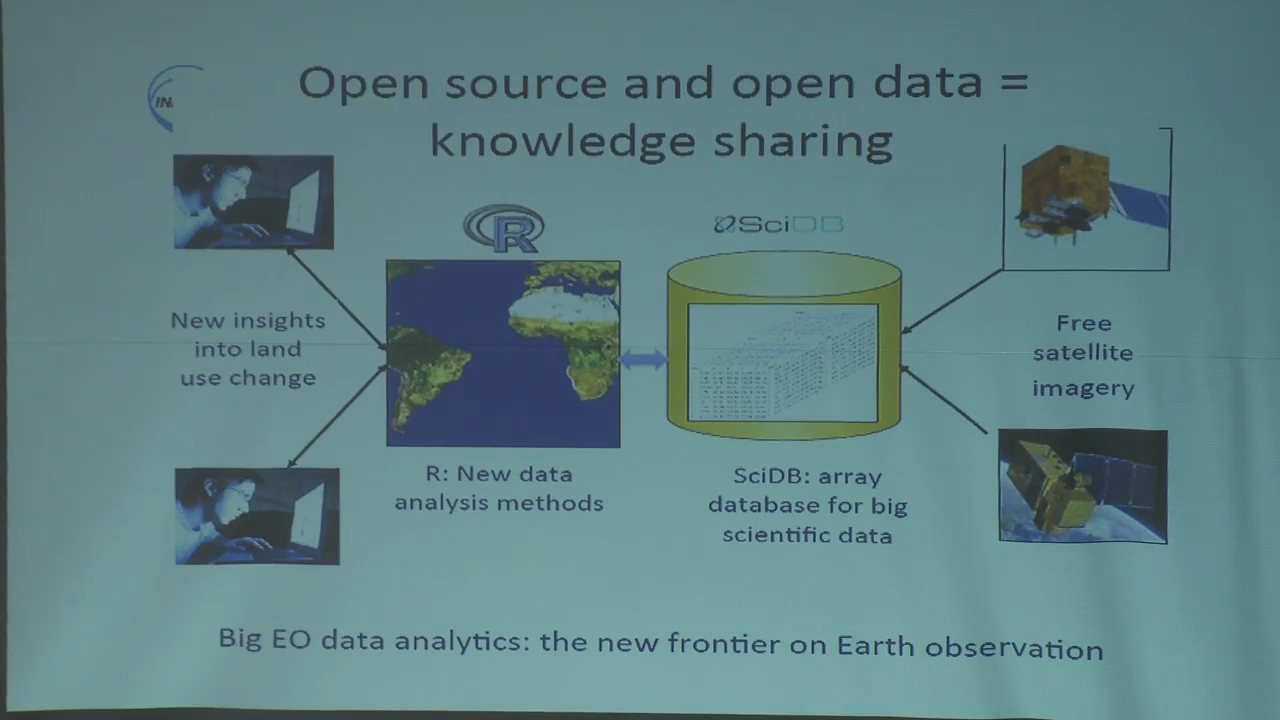 Open source and open data =
knowledge sharing
IN
R
SciDB
New insights
into land
use change
Free
satellite
imagery
R: New data
analysis methods
SciDB: array
database for big
scientific data
Big EO data analytics: the new frontier on Earth observation